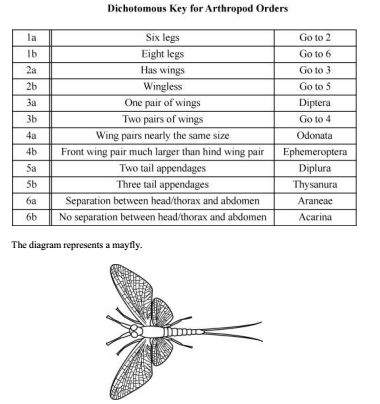 Dichotomous Key for Arthropod Orders
1a Six legs Go to 2
1b Eight legs Go to 6
2a Has wings Go to 3
2b Wingless Go to 5
3a One pair of wings Diptera
3b Two pairs of wings Go to 4
4a Wing pairs nearly the same size Odonata
4b Front wing pair much larger than hind wing pair Ephemeroptera
5a Two tail appendages Diplura
5b Three tail appendages Thysanura
6a Separation between head/thorax and abdomen Araneae
6b No separation between head/thorax and abdomen Acarina
The diagram represents a mayfly.